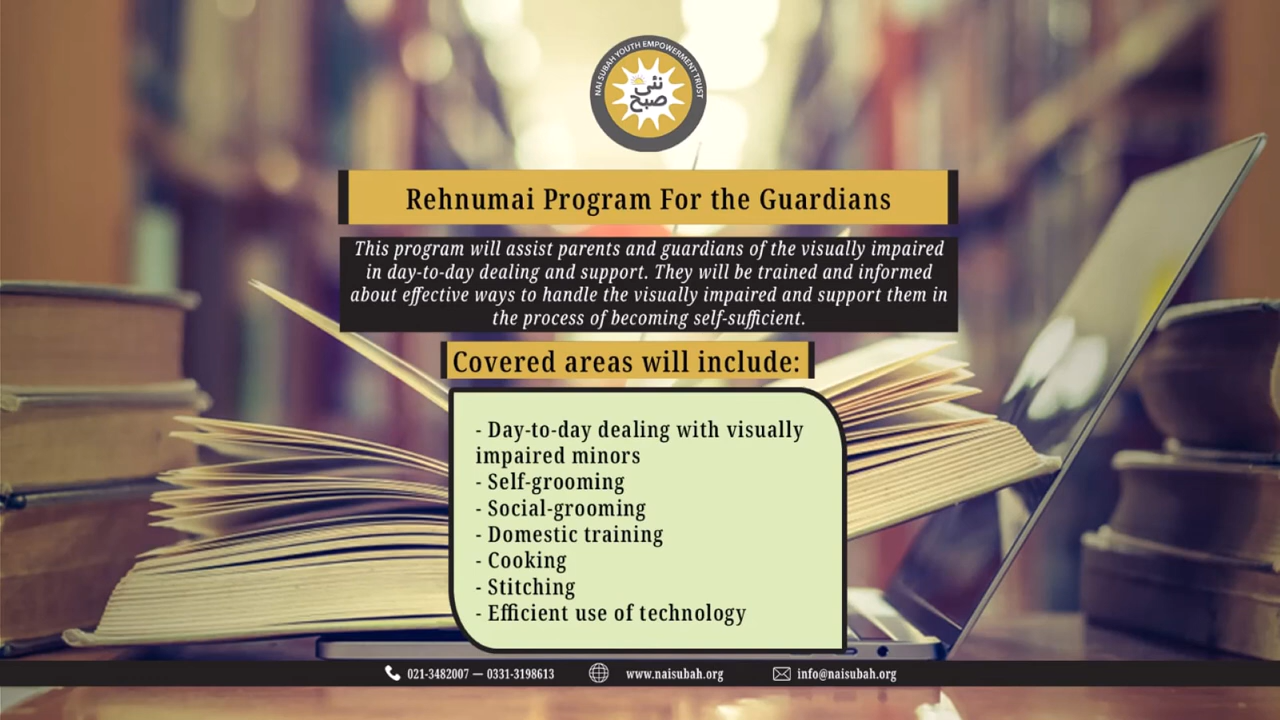 NAI SUBAH YOUTH EMPOWERMENT TRUST
نئی
صبح
Rehnumai Program For the Guardians
This program will assist parents and guardians of the visually impaired
in day-to-day dealing and support. They will be trained and informed
about effective ways to handle the visually impaired and support them in
the process of becoming self-sufficient.
Covered areas will include:
- Day-to-day dealing with visually
impaired minors
- Self-grooming
- Social-grooming
- Domestic training
- Cooking
- Stitching
- Efficient use of technology
021-3482007 — 0331-3198613 www.naisubah.org info@naisubah.org